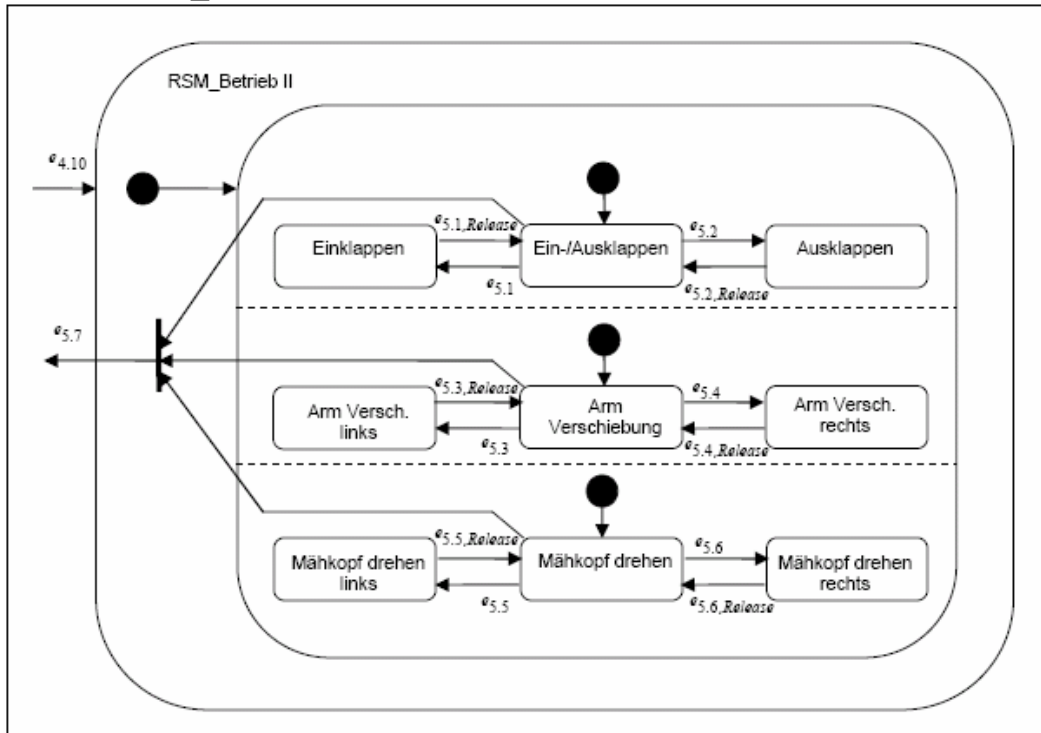 RSM_Betrieb II
e4.10
e5.1,Release
e5.2
Einklappen
Ein-/Ausklappen
Ausklappen
e5.1
e5.2,Release
e5.7
e5.3,Release
e5.4
Arm Versch.
links
Arm
Verschiebung
Arm Versch.
rechts
e5.3
e5.4,Release
e5.5,Release
e5.6
Mähkopf drehen
links
Mähkopf drehen
Mähkopf drehen
rechts
e5.5
e5.6,Release